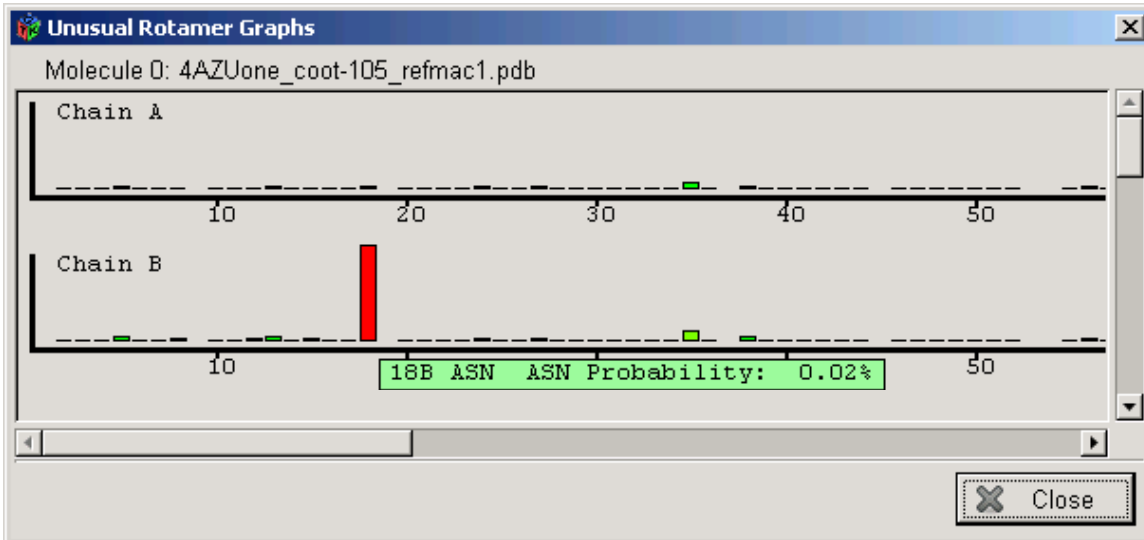 Unusual Rotamer Graphs
Molecule 0: 4AZUone_coot-105_refmac1.pdb
Chain A
10 20 30 40 50
Chain B
10 50
18B ASN ASN Probability: 0.02%
Close